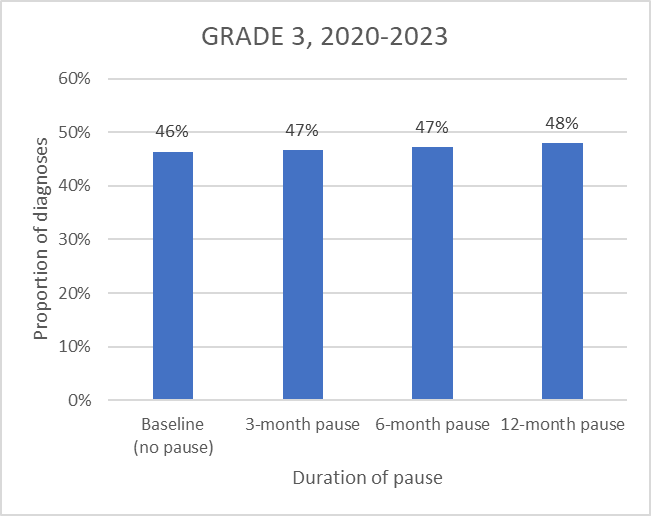 GRADE 3, 2020-2023
60%
50%
40%
30%
20%
10%
0%
Proportion of diagnoses
46%
47%
47%
48%
Baseline
(no pause)
3-month pause
6-month pause
12-month pause
Duration of pause